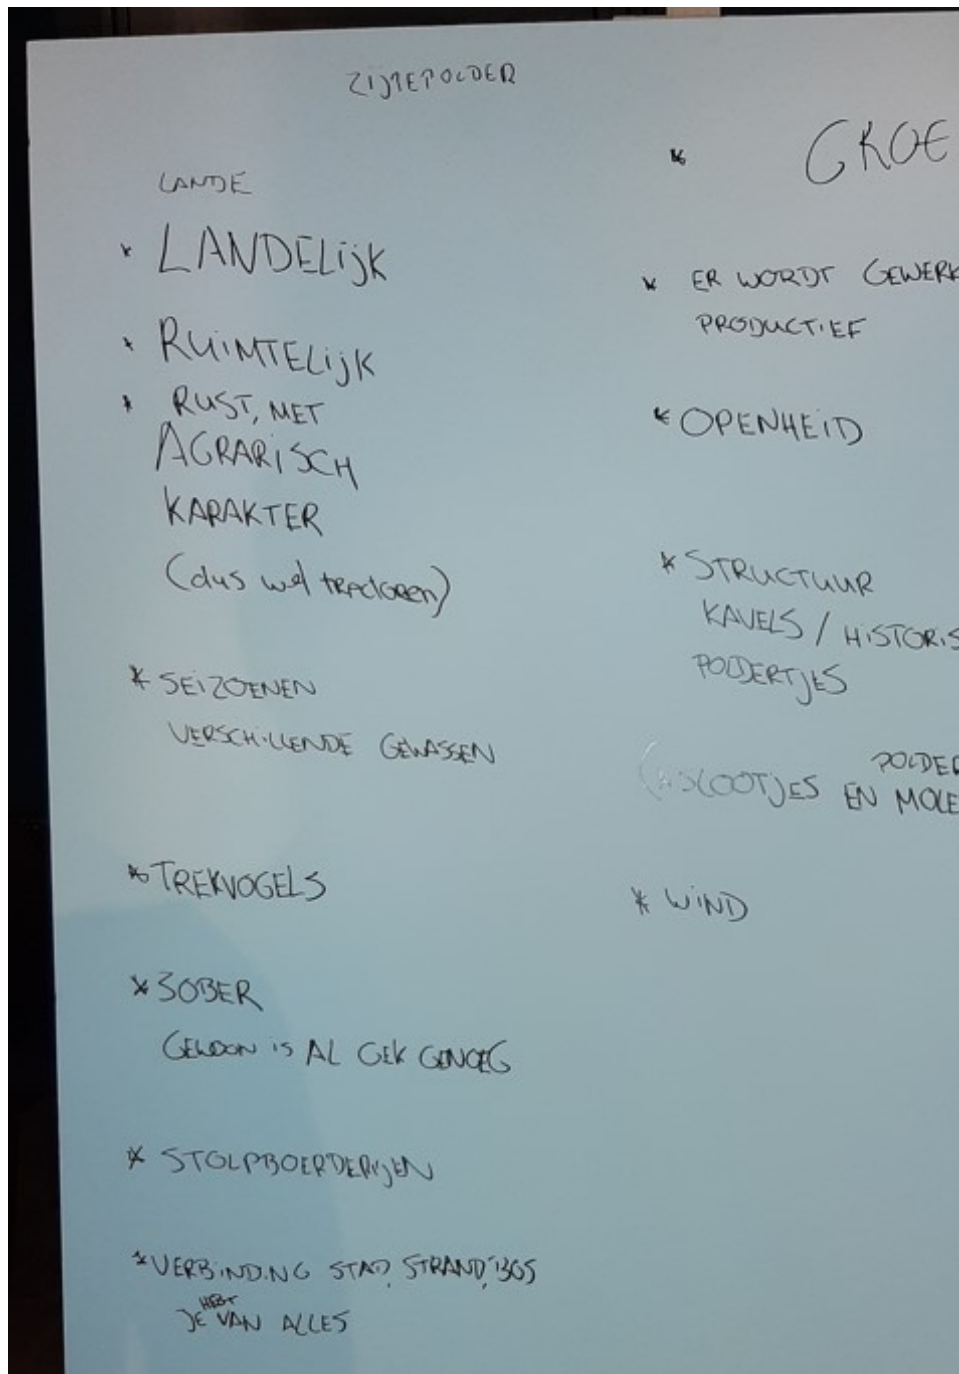 ZIJPEPOLDER
LANDE
* LANDELIJK
* RUIMTELIJK
* RUST, MET
AGRARISCH
KARAKTER
(dus wel tractoren)
* SEIZOENEN
VERSCHILLENDE GEWASSEN
* TREKVOGELS
* SOBER
GEWOON is AL GEK GENOEG
* STOLPBOERDERIJEN
* VERBINDING STAD, STRAND, BOS
JE HEBT VAN ALLES
* GROE
* ER WORDT GEWERK
PRODUCTIEF
* OPENHEID
* STRUCTUUR
KAVELS / HISTORIS
POLDERTJES
POLDER
SLOOTJES EN MOLE
* WIND